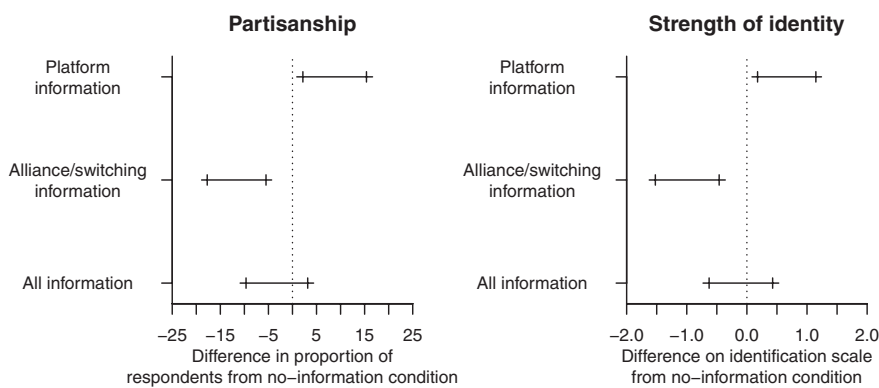 Partisanship
Platform
information
Alliance/switching
information
All information
−25 −15 −5 5 15 25
Difference in proportion of
respondents from no−information condition
Strength of identity
Platform
information
Alliance/switching
information
All information
−2.0 −1.0 0.0 1.0 2.0
Difference on identification scale
from no−information condition